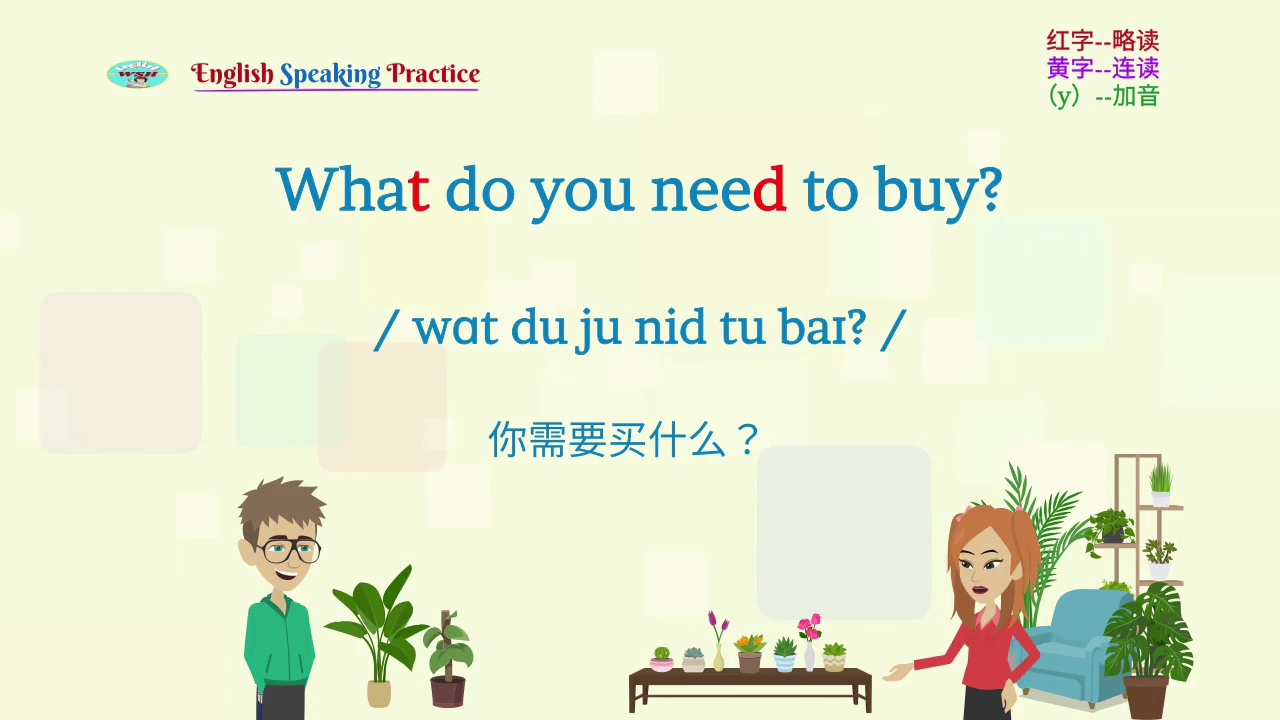 English Speaking Practice
红字--略读
黄字--连读
（y）--加音
What do you need to buy?
/ wɑt du ju nid tu baɪ? /
你需要买什么？